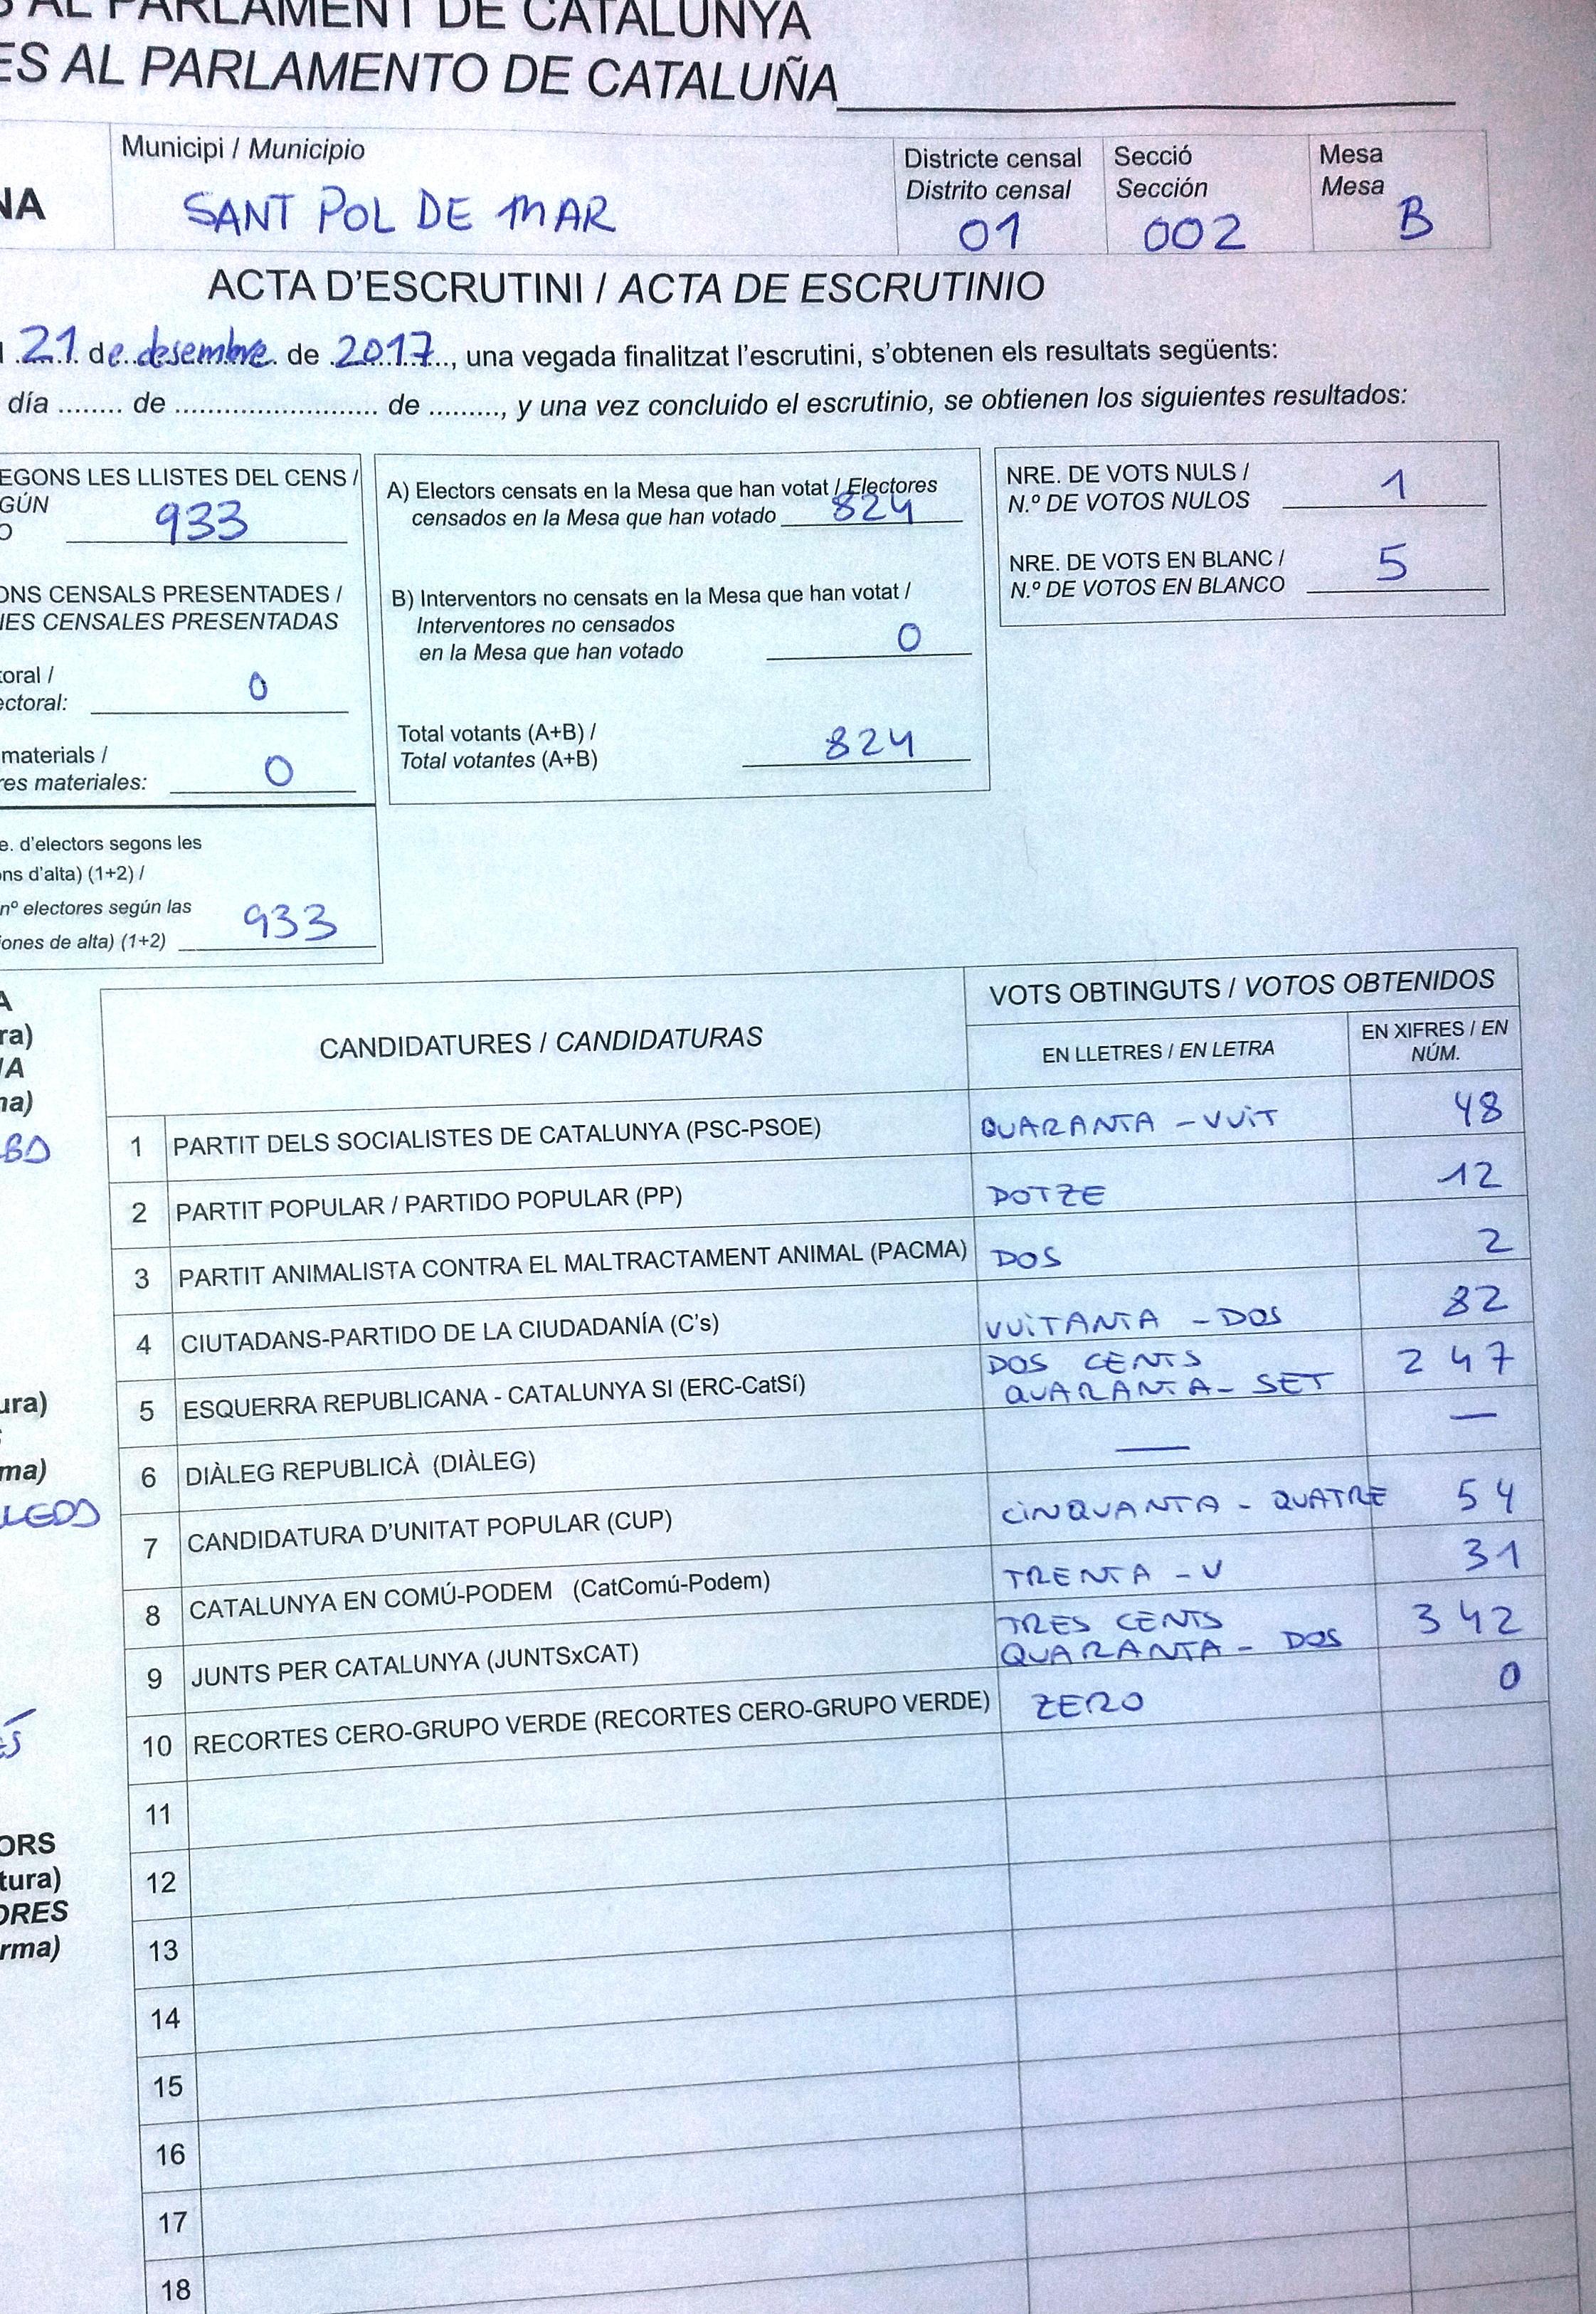 S AL PARLAMENT DE CATALUNYA
ES AL PARLAMENTO DE CATALUÑA
NA
Municipi / Municipio
SANT POL DE MAR
Districte censal
Distrito censal
01
Secció
Sección
002
Mesa
Mesa
B
ACTA D'ESCRUTINI / ACTA DE ESCRUTINIO
l 21 de desembre de 2017, una vegada finalitzat l'escrutini, s'obtenen els resultats següents:
día ........ de ............................ de ........., y una vez concluido el escrutinio, se obtienen los siguientes resultados:
EGONS LES LLISTES DEL CENS /
GÚN
O 933
ONS CENSALS PRESENTADES /
NES CENSALES PRESENTADAS
toral /
ectoral: 0
materials /
res materiales: 0
e. d'electors segons les
ons d'alta) (1+2) /
nº electores según las
iones de alta) (1+2) 933
A) Electors censats en la Mesa que han votat / Electores
censados en la Mesa que han votado 824
B) Interventors no censats en la Mesa que han votat /
Interventores no censados
en la Mesa que han votado 0
Total votants (A+B) /
Total votantes (A+B) 824
NRE. DE VOTS NULS /
N.º DE VOTOS NULOS 1
NRE. DE VOTS EN BLANC /
N.º DE VOTOS EN BLANCO 5
A
ra)
/A
na)
ura)
ma)
ORS
tura)
ORES
rma)
CANDIDATURES / CANDIDATURAS
VOTS OBTINGUTS / VOTOS OBTENIDOS
EN LLETRES / EN LETRA
EN XIFRES / EN
NÚM.
1 PARTIT DELS SOCIALISTES DE CATALUNYA (PSC-PSOE) QUARANTA - VUIT 48
2 PARTIT POPULAR / PARTIDO POPULAR (PP) DOTZE 12
3 PARTIT ANIMALISTA CONTRA EL MALTRACTAMENT ANIMAL (PACMA) DOS 2
4 CIUTADANS-PARTIDO DE LA CIUDADANÍA (C's) VUITANTA - DOS 82
5 ESQUERRA REPUBLICANA - CATALUNYA SI (ERC-CatSí) DOS CENTS
QUARANTA - SET 247
6 DIÀLEG REPUBLICÀ (DIÀLEG) — —
7 CANDIDATURA D'UNITAT POPULAR (CUP) CINQUANTA - QUATRE 54
8 CATALUNYA EN COMÚ-PODEM (CatComú-Podem) TRENTA - U 31
9 JUNTS PER CATALUNYA (JUNTSxCAT) TRES CENTS
QUARANTA - DOS 342
10 RECORTES CERO-GRUPO VERDE (RECORTES CERO-GRUPO VERDE) ZERO 0
11
12
13
14
15
16
17
18